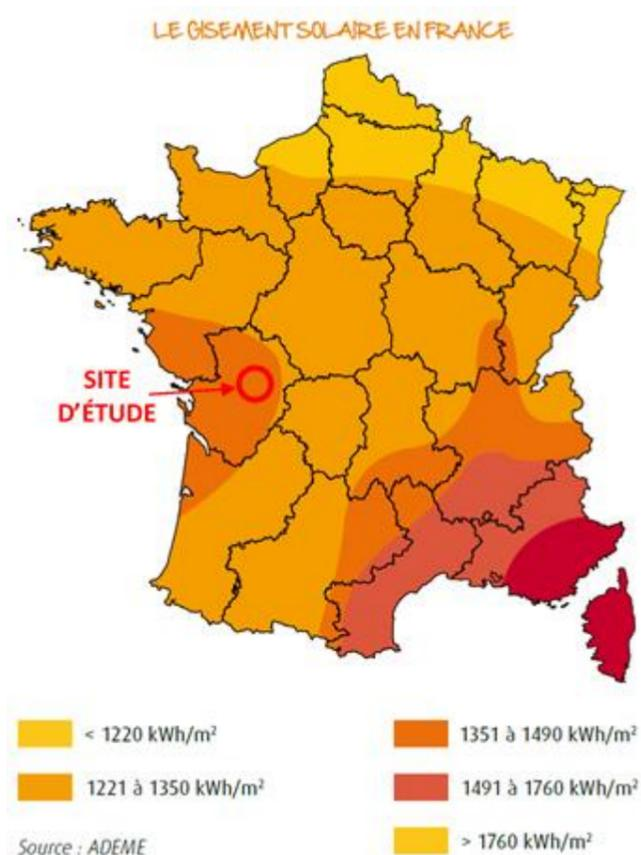 LE GISEMENT SOLAIRE EN FRANCE
SITE
D'ÉTUDE
< 1220 kWh/m²
1221 à 1350 kWh/m²
1351 à 1490 kWh/m²
1491 à 1760 kWh/m²
> 1760 kWh/m²
Source : ADEME